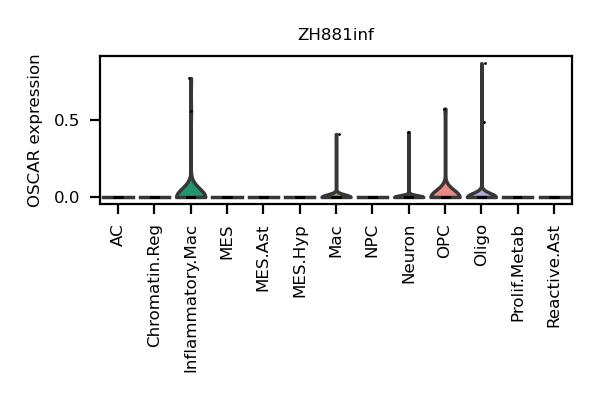 ZH881inf
OSCAR expression
0.5
0.0
AC
Chromatin.Reg
Inflammatory.Mac
MES
MES.Ast
MES.Hyp
Mac
NPC
Neuron
OPC
Oligo
Prolif.Metab
Reactive.Ast